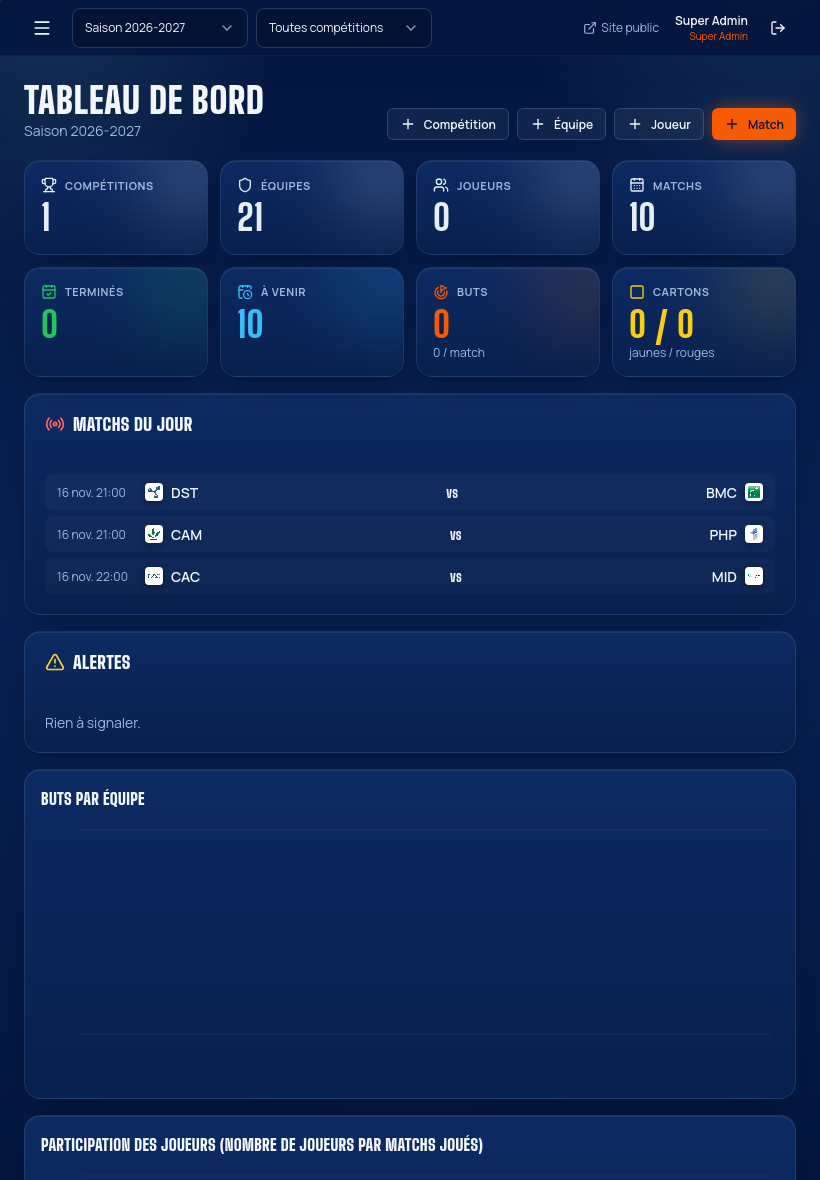 Saison 2026-2027
Toutes compétitions
Site public
Super Admin
Super Admin
TABLEAU DE BORD
Saison 2026-2027
Compétition
Équipe
Joueur
Match
COMPÉTITIONS
1
ÉQUIPES
21
JOUEURS
0
MATCHS
10
TERMINÉS
0
À VENIR
10
BUTS
0
0 / match
CARTONS
0 / 0
jaunes / rouges
MATCHS DU JOUR
16 nov. 21:00 DST VS BMC
16 nov. 21:00 CAM VS PHP
16 nov. 22:00 CAC VS MID
ALERTES
Rien à signaler.
BUTS PAR ÉQUIPE
PARTICIPATION DES JOUEURS (NOMBRE DE JOUEURS PAR MATCHS JOUÉS)